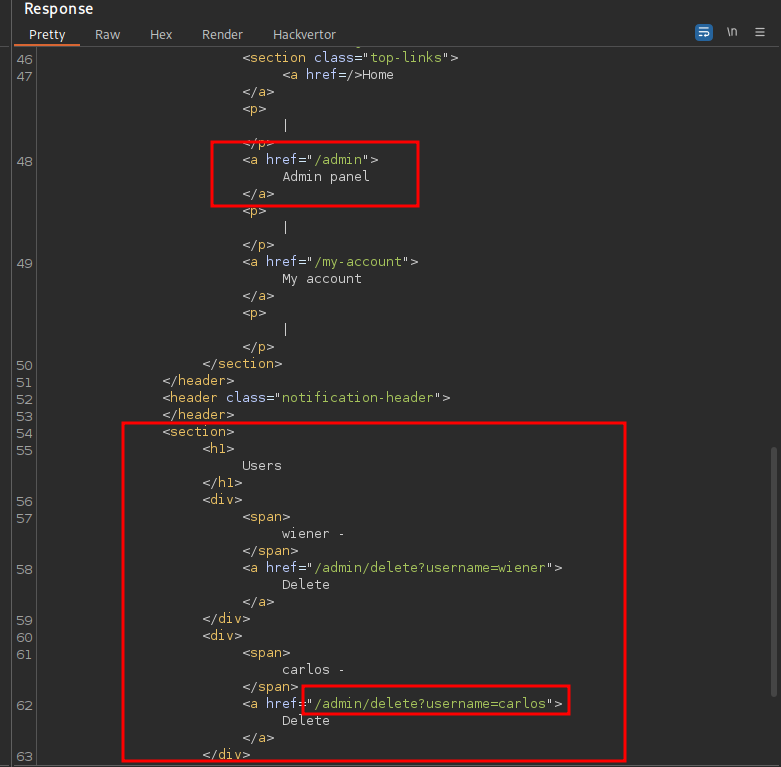 Response
Pretty Raw Hex Render Hackvertor \n
46 <section class="top-links">
47 <a href=/>Home
</a>
<p>
|
</p>
48 <a href="/admin">
Admin panel
</a>
<p>
|
</p>
49 <a href="/my-account">
My account
</a>
<p>
|
</p>
50 </section>
51 </header>
52 <header class="notification-header">
53 </header>
54 <section>
55 <h1>
Users
</h1>
56 <div>
57 <span>
wiener -
</span>
58 <a href="/admin/delete?username=wiener">
Delete
</a>
59 </div>
60 <div>
61 <span>
carlos -
</span>
62 <a href="/admin/delete?username=carlos">
Delete
</a>
63 </div>